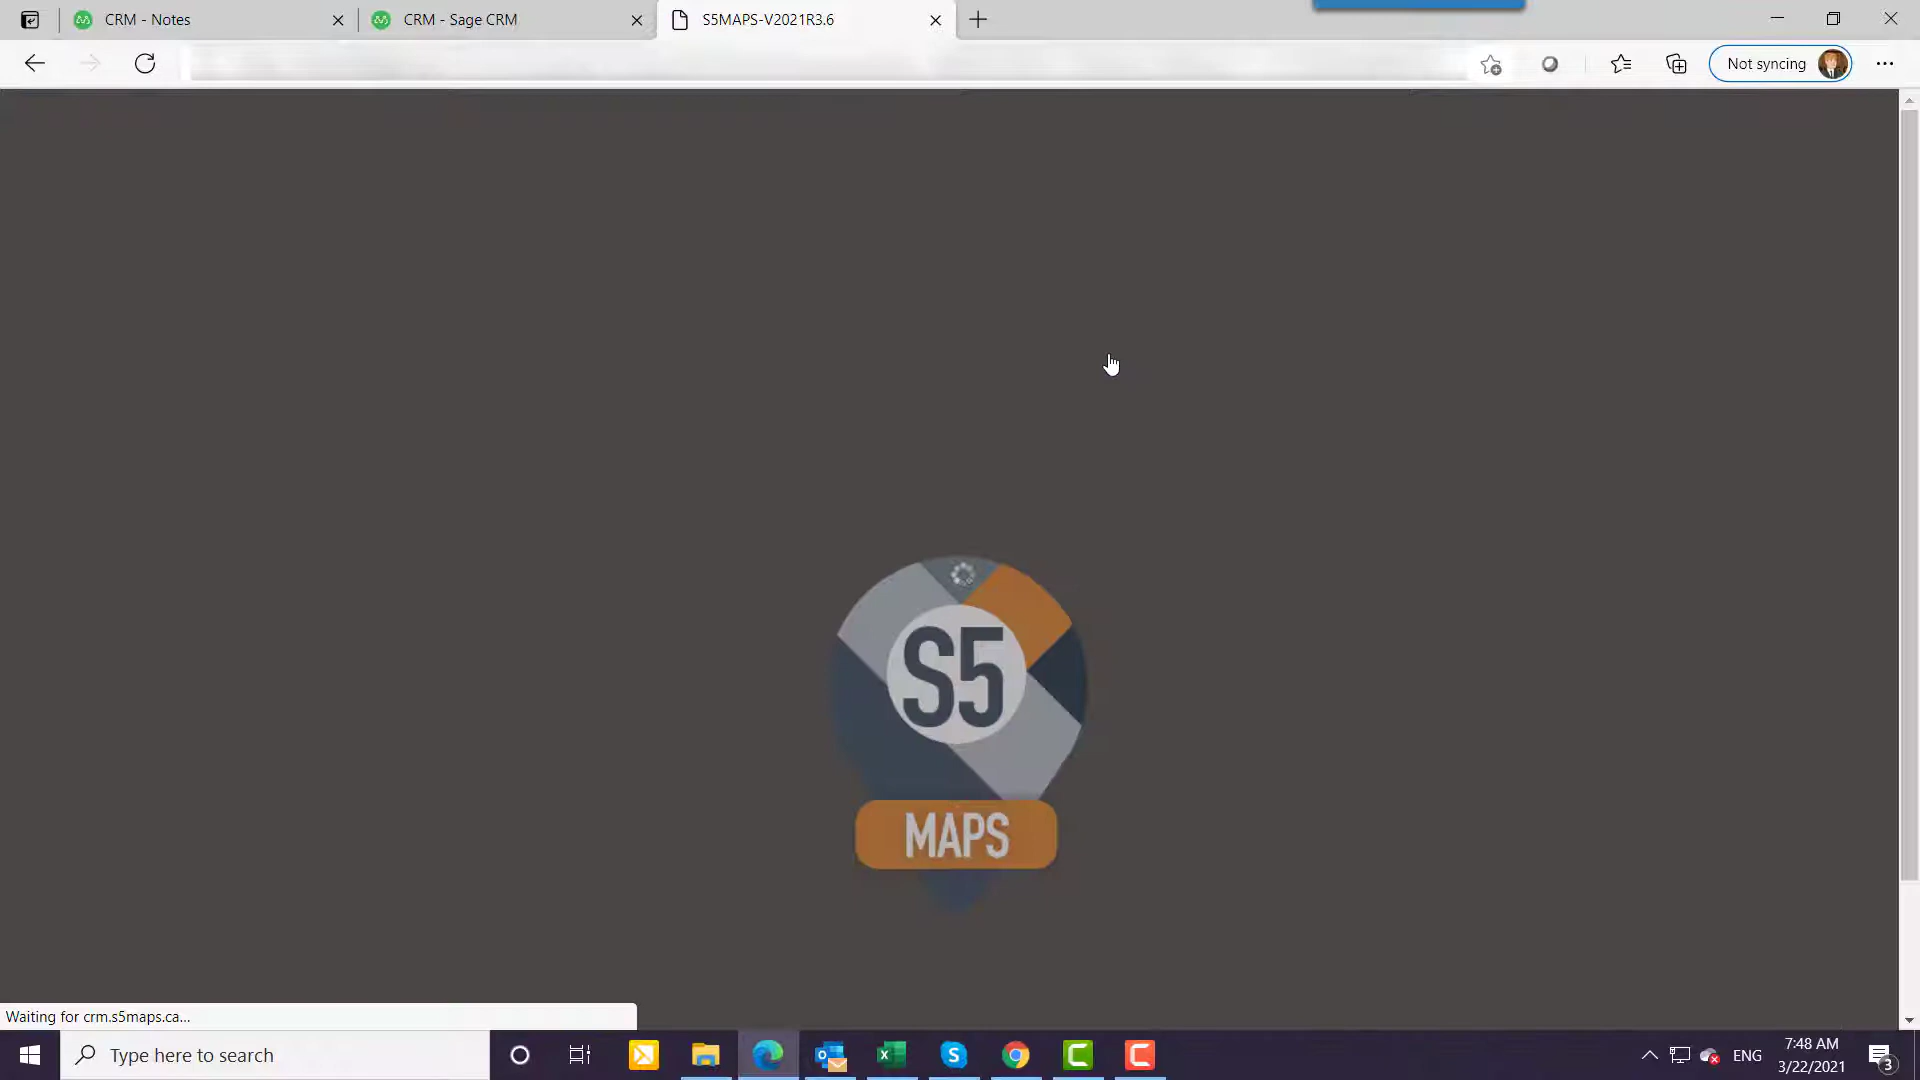 CRM - Notes
CRM - Sage CRM
S5MAPS-V2021R3.6
Not syncing
S5
MAPS
Waiting for crm.s5maps.ca...
Type here to search
ENG
7:48 AM
3/22/2021
3